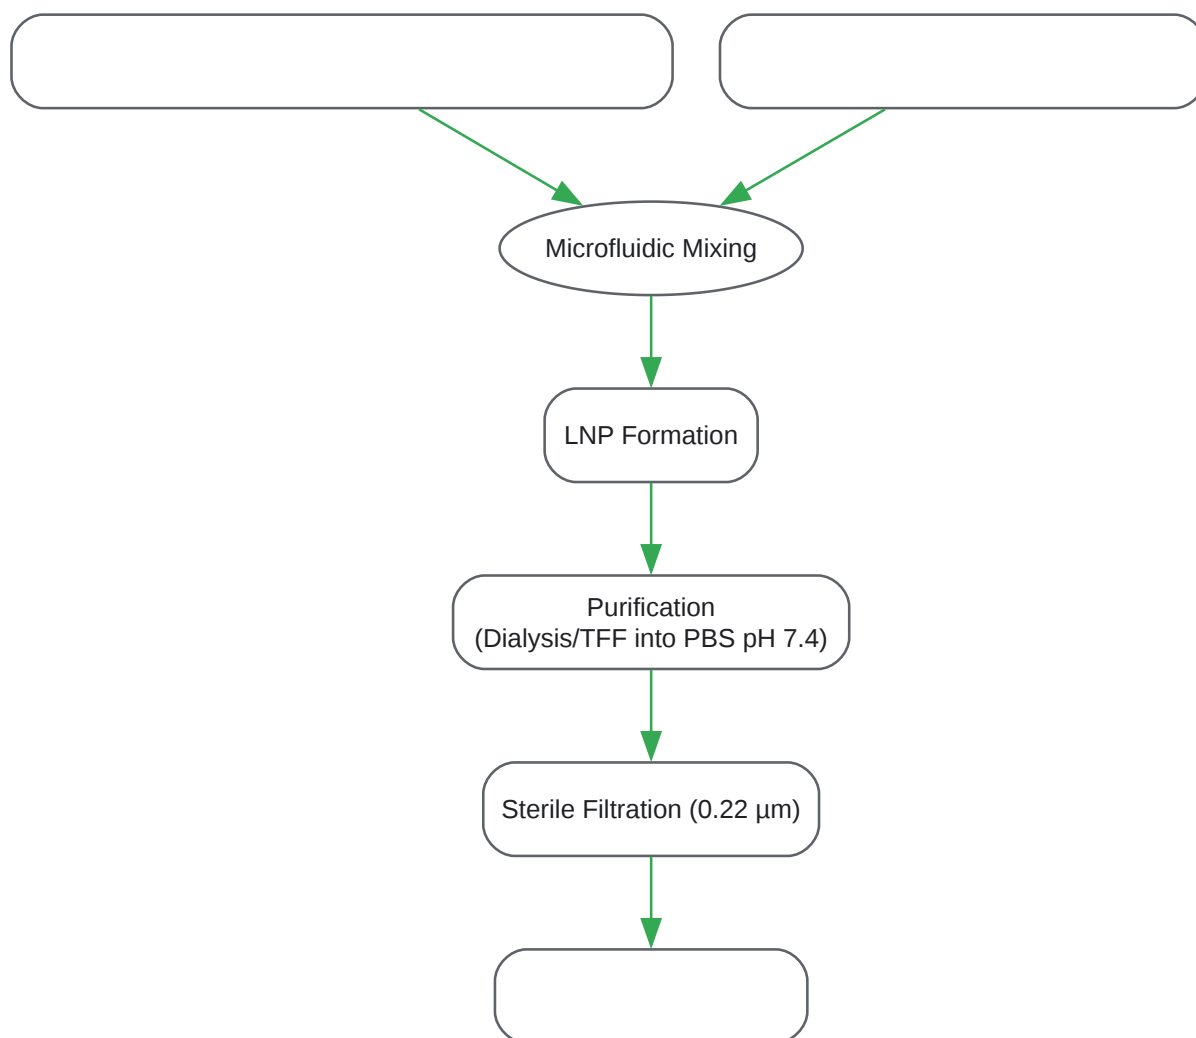 Microfluidic Mixing
LNP Formation
Purification
(Dialysis/TFF into PBS pH 7.4)
Sterile Filtration (0.22 µm)